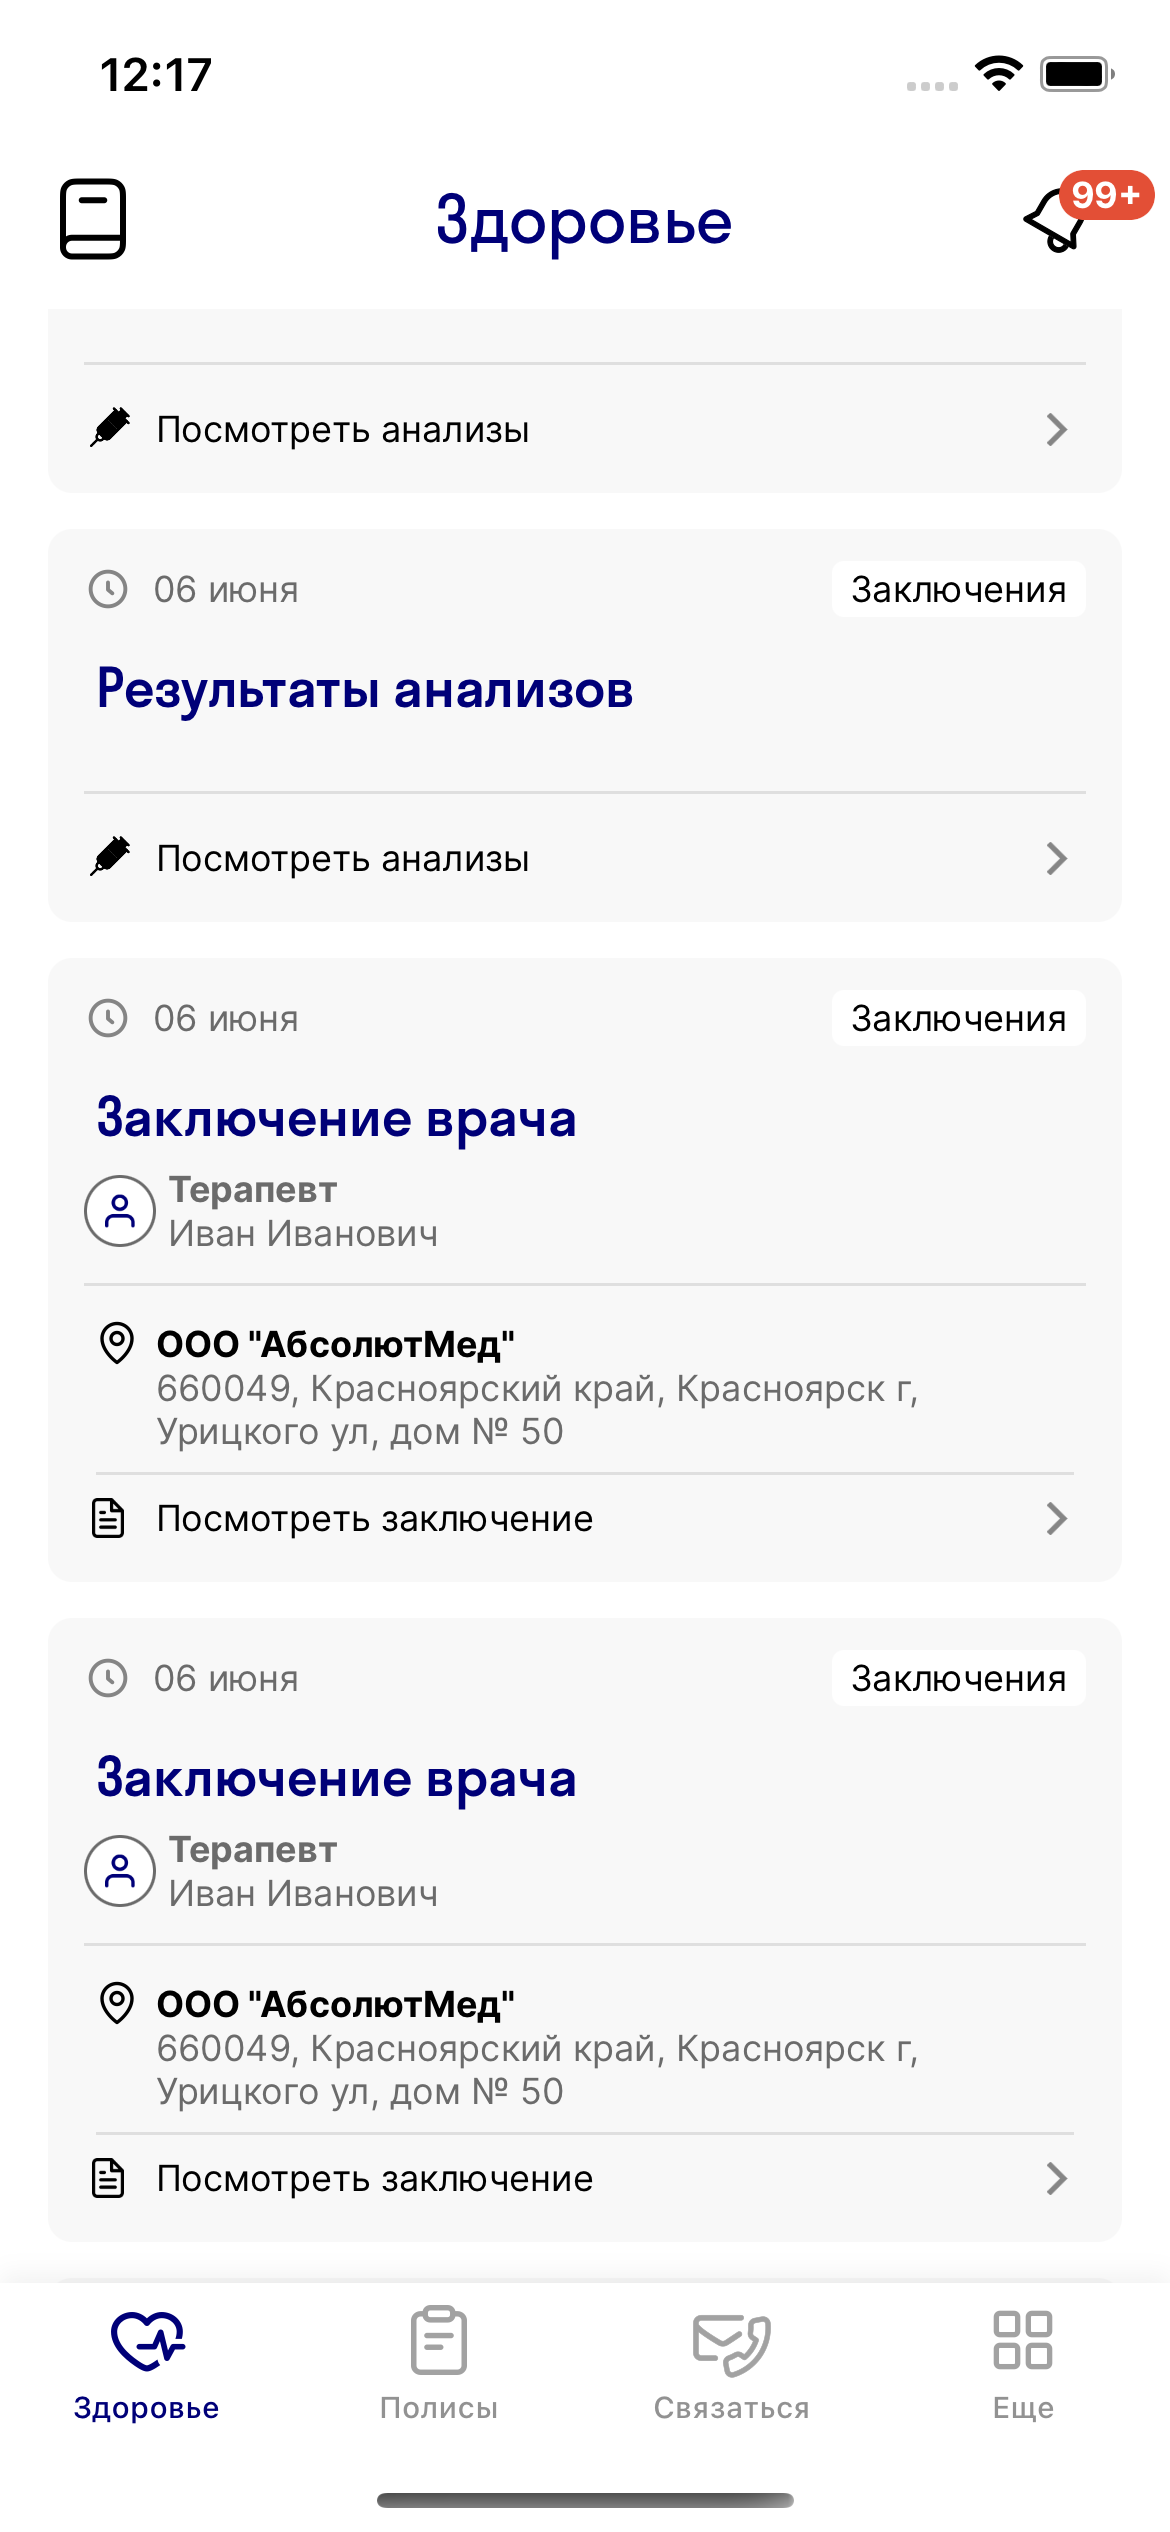 12:17
Здоровье
99+
Посмотреть анализы
06 июня
Заключения
Результаты анализов
Посмотреть анализы
06 июня
Заключения
Заключение врача
Терапевт
Иван Иванович
ООО "АбсолютМед"
660049, Красноярский край, Красноярск г,
Урицкого ул, дом № 50
Посмотреть заключение
06 июня
Заключения
Заключение врача
Терапевт
Иван Иванович
ООО "АбсолютМед"
660049, Красноярский край, Красноярск г,
Урицкого ул, дом № 50
Посмотреть заключение
Здоровье
Полисы
Связаться
Еще